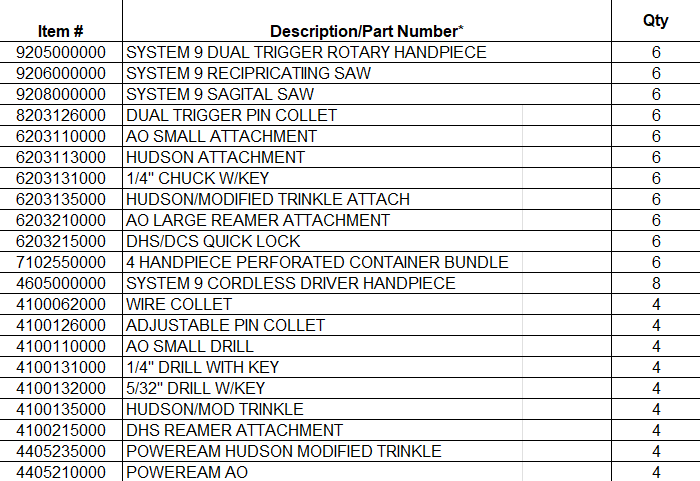 Item # Description/Part Number* Qty
9205000000 SYSTEM 9 DUAL TRIGGER ROTARY HANDPIECE 6
9206000000 SYSTEM 9 RECIPRICATIING SAW 6
9208000000 SYSTEM 9 SAGITAL SAW 6
8203126000 DUAL TRIGGER PIN COLLET 6
6203110000 AO SMALL ATTACHMENT 6
6203113000 HUDSON ATTACHMENT 6
6203131000 1/4" CHUCK W/KEY 6
6203135000 HUDSON/MODIFIED TRINKLE ATTACH 6
6203210000 AO LARGE REAMER ATTACHMENT 6
6203215000 DHS/DCS QUICK LOCK 6
7102550000 4 HANDPIECE PERFORATED CONTAINER BUNDLE 6
4605000000 SYSTEM 9 CORDLESS DRIVER HANDPIECE 8
4100062000 WIRE COLLET 4
4100126000 ADJUSTABLE PIN COLLET 4
4100110000 AO SMALL DRILL 4
4100131000 1/4" DRILL WITH KEY 4
4100132000 5/32" DRILL W/KEY 4
4100135000 HUDSON/MOD TRINKLE 4
4100215000 DHS REAMER ATTACHMENT 4
4405235000 POWEREAM HUDSON MODIFIED TRINKLE 4
4405210000 POWEREAM AO 4